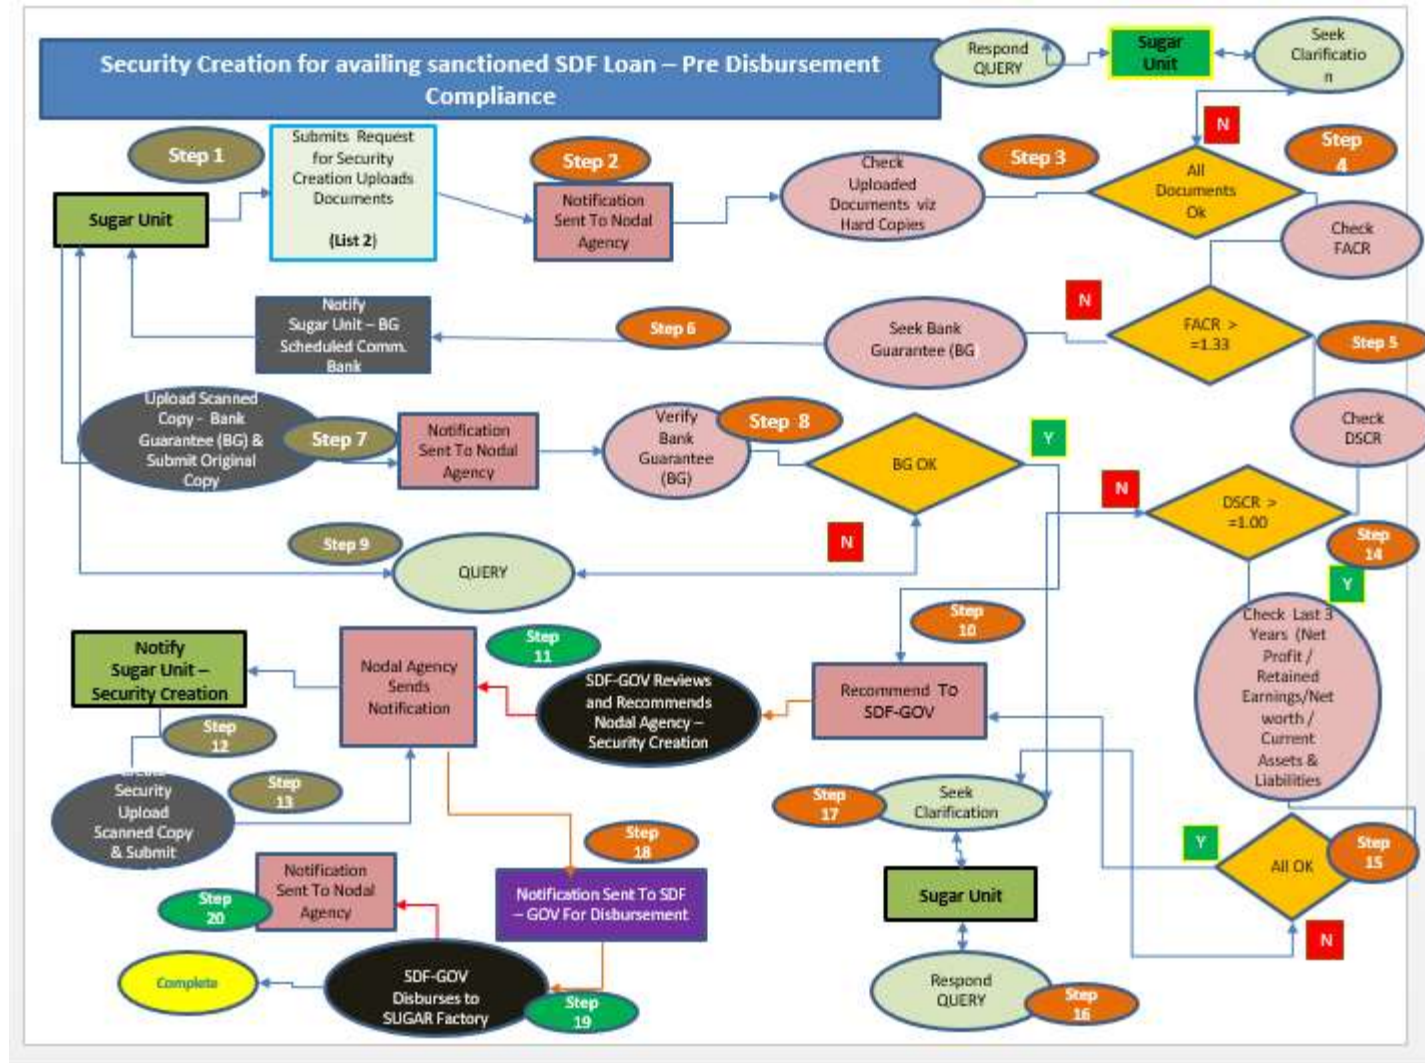 Security Creation for availing sanctioned SDF Loan – Pre Disbursement
Compliance
Respond
QUERY
Sugar
Unit
Seek
Clarificatio
n
N
Step 1
Submits Request
for Security
Creation Uploads
Documents
(List 2)
Step 2
Notification
Sent To Nodal
Agency
Check
Uploaded
Documents viz
Hard Copies
Step 3
All
Documents
Ok
Step
4
Sugar Unit
Check
FACR
Notify
Sugar Unit – BG
Scheduled Comm.
Bank
Step 6
Seek Bank
Guarantee (BG
N
FACR >
=1.33
Step 5
Upload Scanned
Copy - Bank
Guarantee (BG) &
Submit Original
Copy
Step 7
Notification
Sent To Nodal
Agency
Verify
Bank
Guarantee
(BG)
Step 8
BG OK
Y
Check
DSCR
N
DSCR >
=1.00
Step
14
Y
Step 9
QUERY
N
Step
10
Check Last 3
Years (Net
Profit /
Retained
Earnings/Net
worth /
Current
Assets &
Liabilities
Notify
Sugar Unit –
Security Creation
Nodal Agency
Sends
Notification
Step
11
SDF-GOV Reviews
and Recommends
Nodal Agency –
Security Creation
Recommend To
SDF-GOV
Step
12
Security
Upload
Scanned Copy
& Submit
Step
13
Step
17
Seek
Clarification
Step
18
Y
All OK
Step
15
Notification
Sent To Nodal
Agency
Step
20
Notification Sent To SDF
– GOV For Disbursement
Sugar Unit
N
Complete
SDF-GOV
Disburses to
SUGAR Factory
Step
19
Respond
QUERY
Step
16